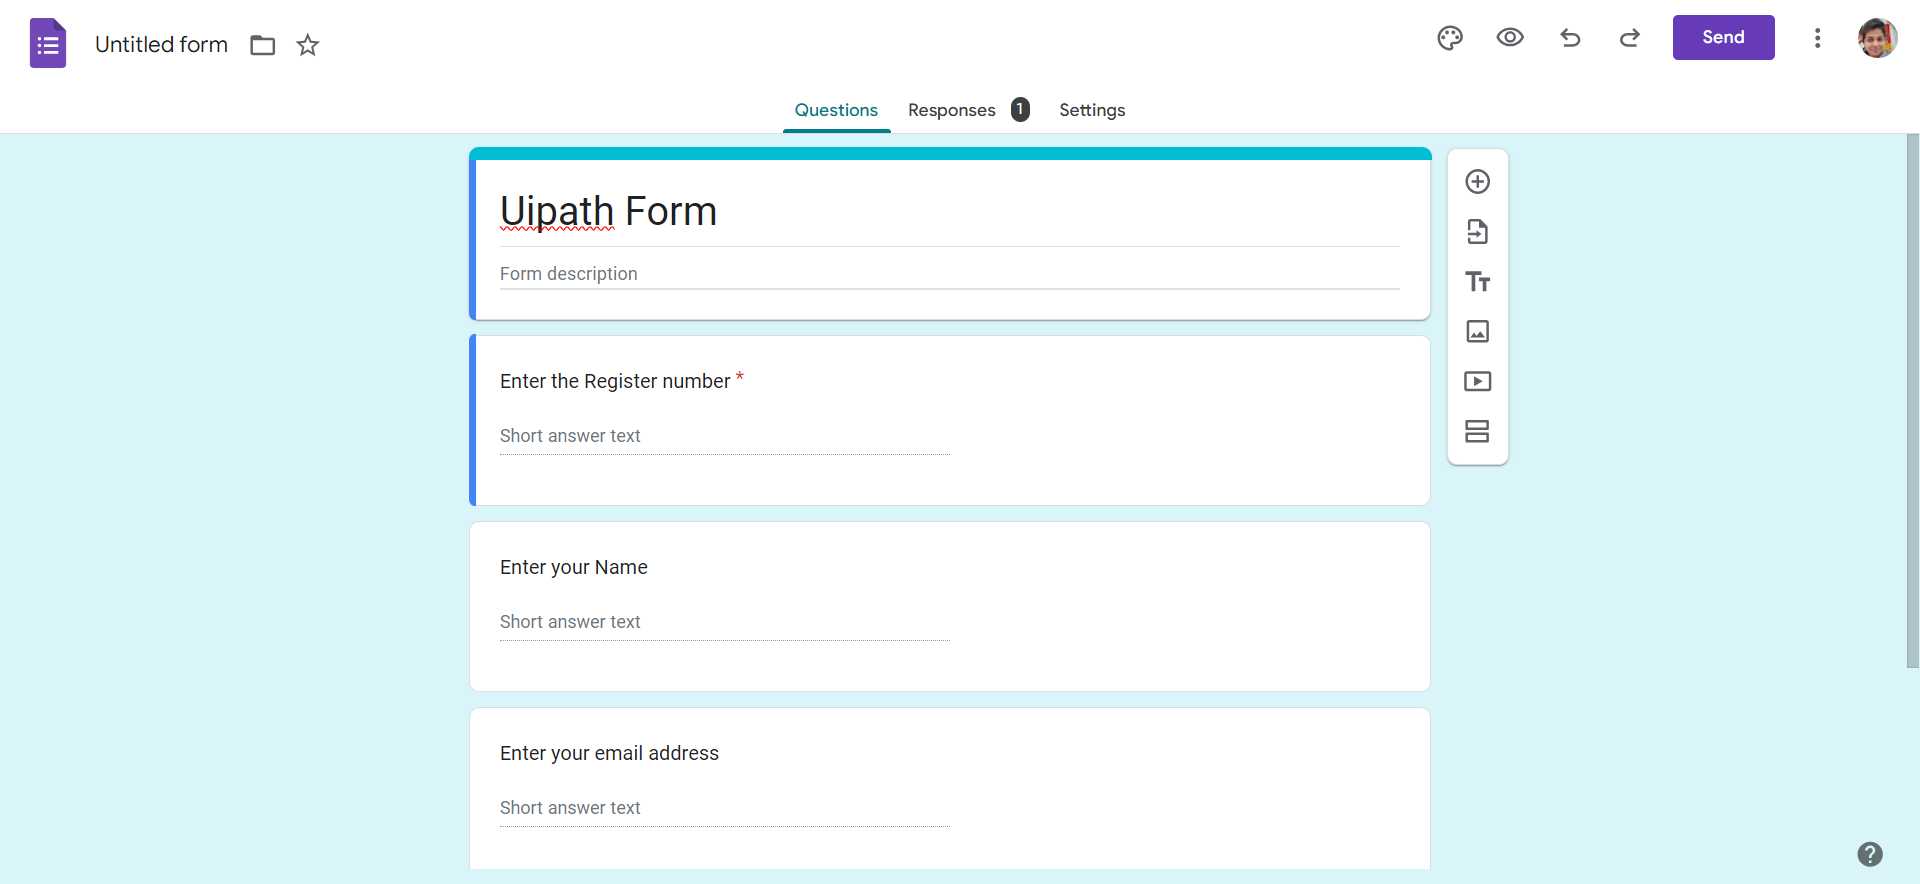 Untitled form
Send
Questions Responses 1 Settings
Uipath Form
Form description
Enter the Register number *
Short answer text
Enter your Name
Short answer text
Enter your email address
Short answer text